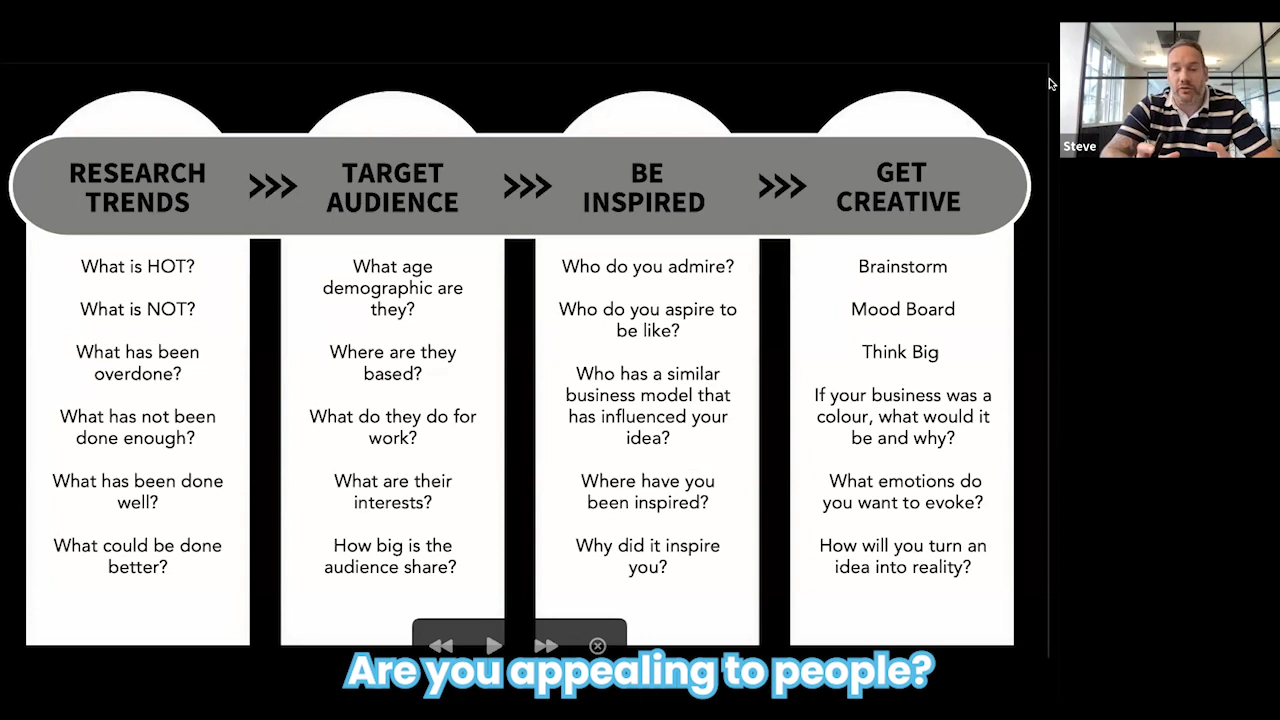 Steve
RESEARCH
TRENDS
TARGET
AUDIENCE
BE
INSPIRED
GET
CREATIVE
What is HOT?
What is NOT?
What has been
overdone?
What has not been
done enough?
What has been done
well?
What could be done
better?
What age
demographic are
they?
Where are they
based?
What do they do for
work?
What are their
interests?
How big is the
audience share?
Who do you admire?
Who do you aspire to
be like?
Who has a similar
business model that
has influenced your
idea?
Where have you
been inspired?
Why did it inspire
you?
Brainstorm
Mood Board
Think Big
If your business was a
colour, what would it
be and why?
What emotions do
you want to evoke?
How will you turn an
idea into reality?
Are you appealing to people?